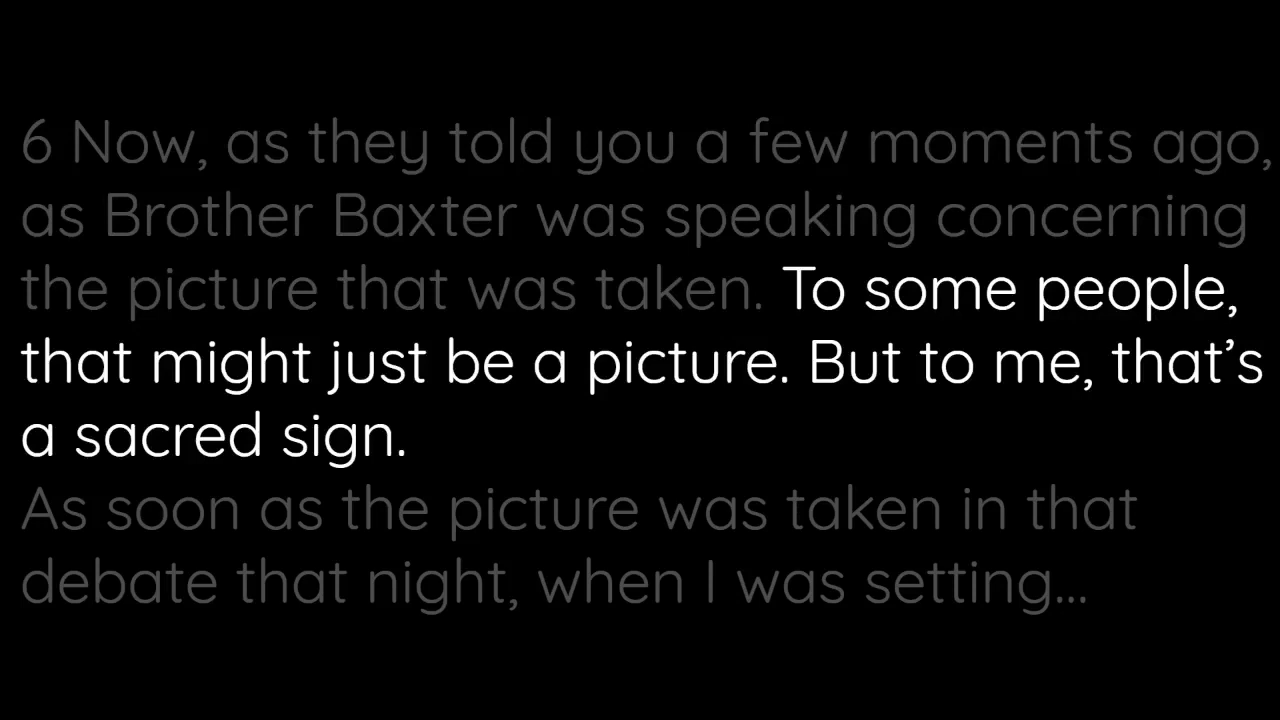 6 Now, as they told you a few moments ago,
as Brother Baxter was speaking concerning
the picture that was taken. To some people,
that might just be a picture. But to me, that’s
a sacred sign.
As soon as the picture was taken in that
debate that night, when I was setting...